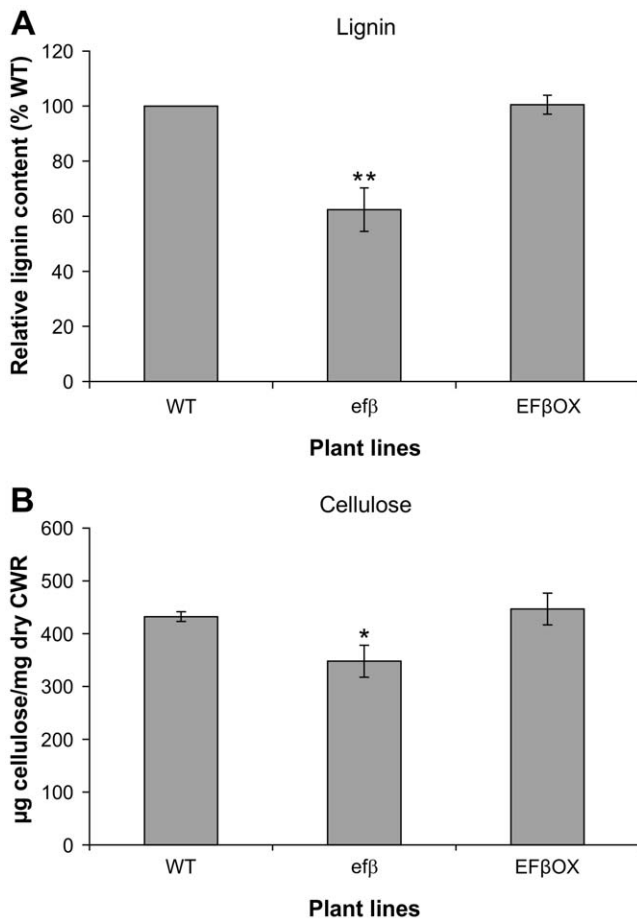 A
Lignin
Relative lignin content (% WT)
120
100
80
60
40
20
0
**
WT efβ EFβOX
Plant lines
B
Cellulose
µg cellulose/mg dry CWR
600
500
400
300
200
100
0
*
WT efβ EFβOX
Plant lines